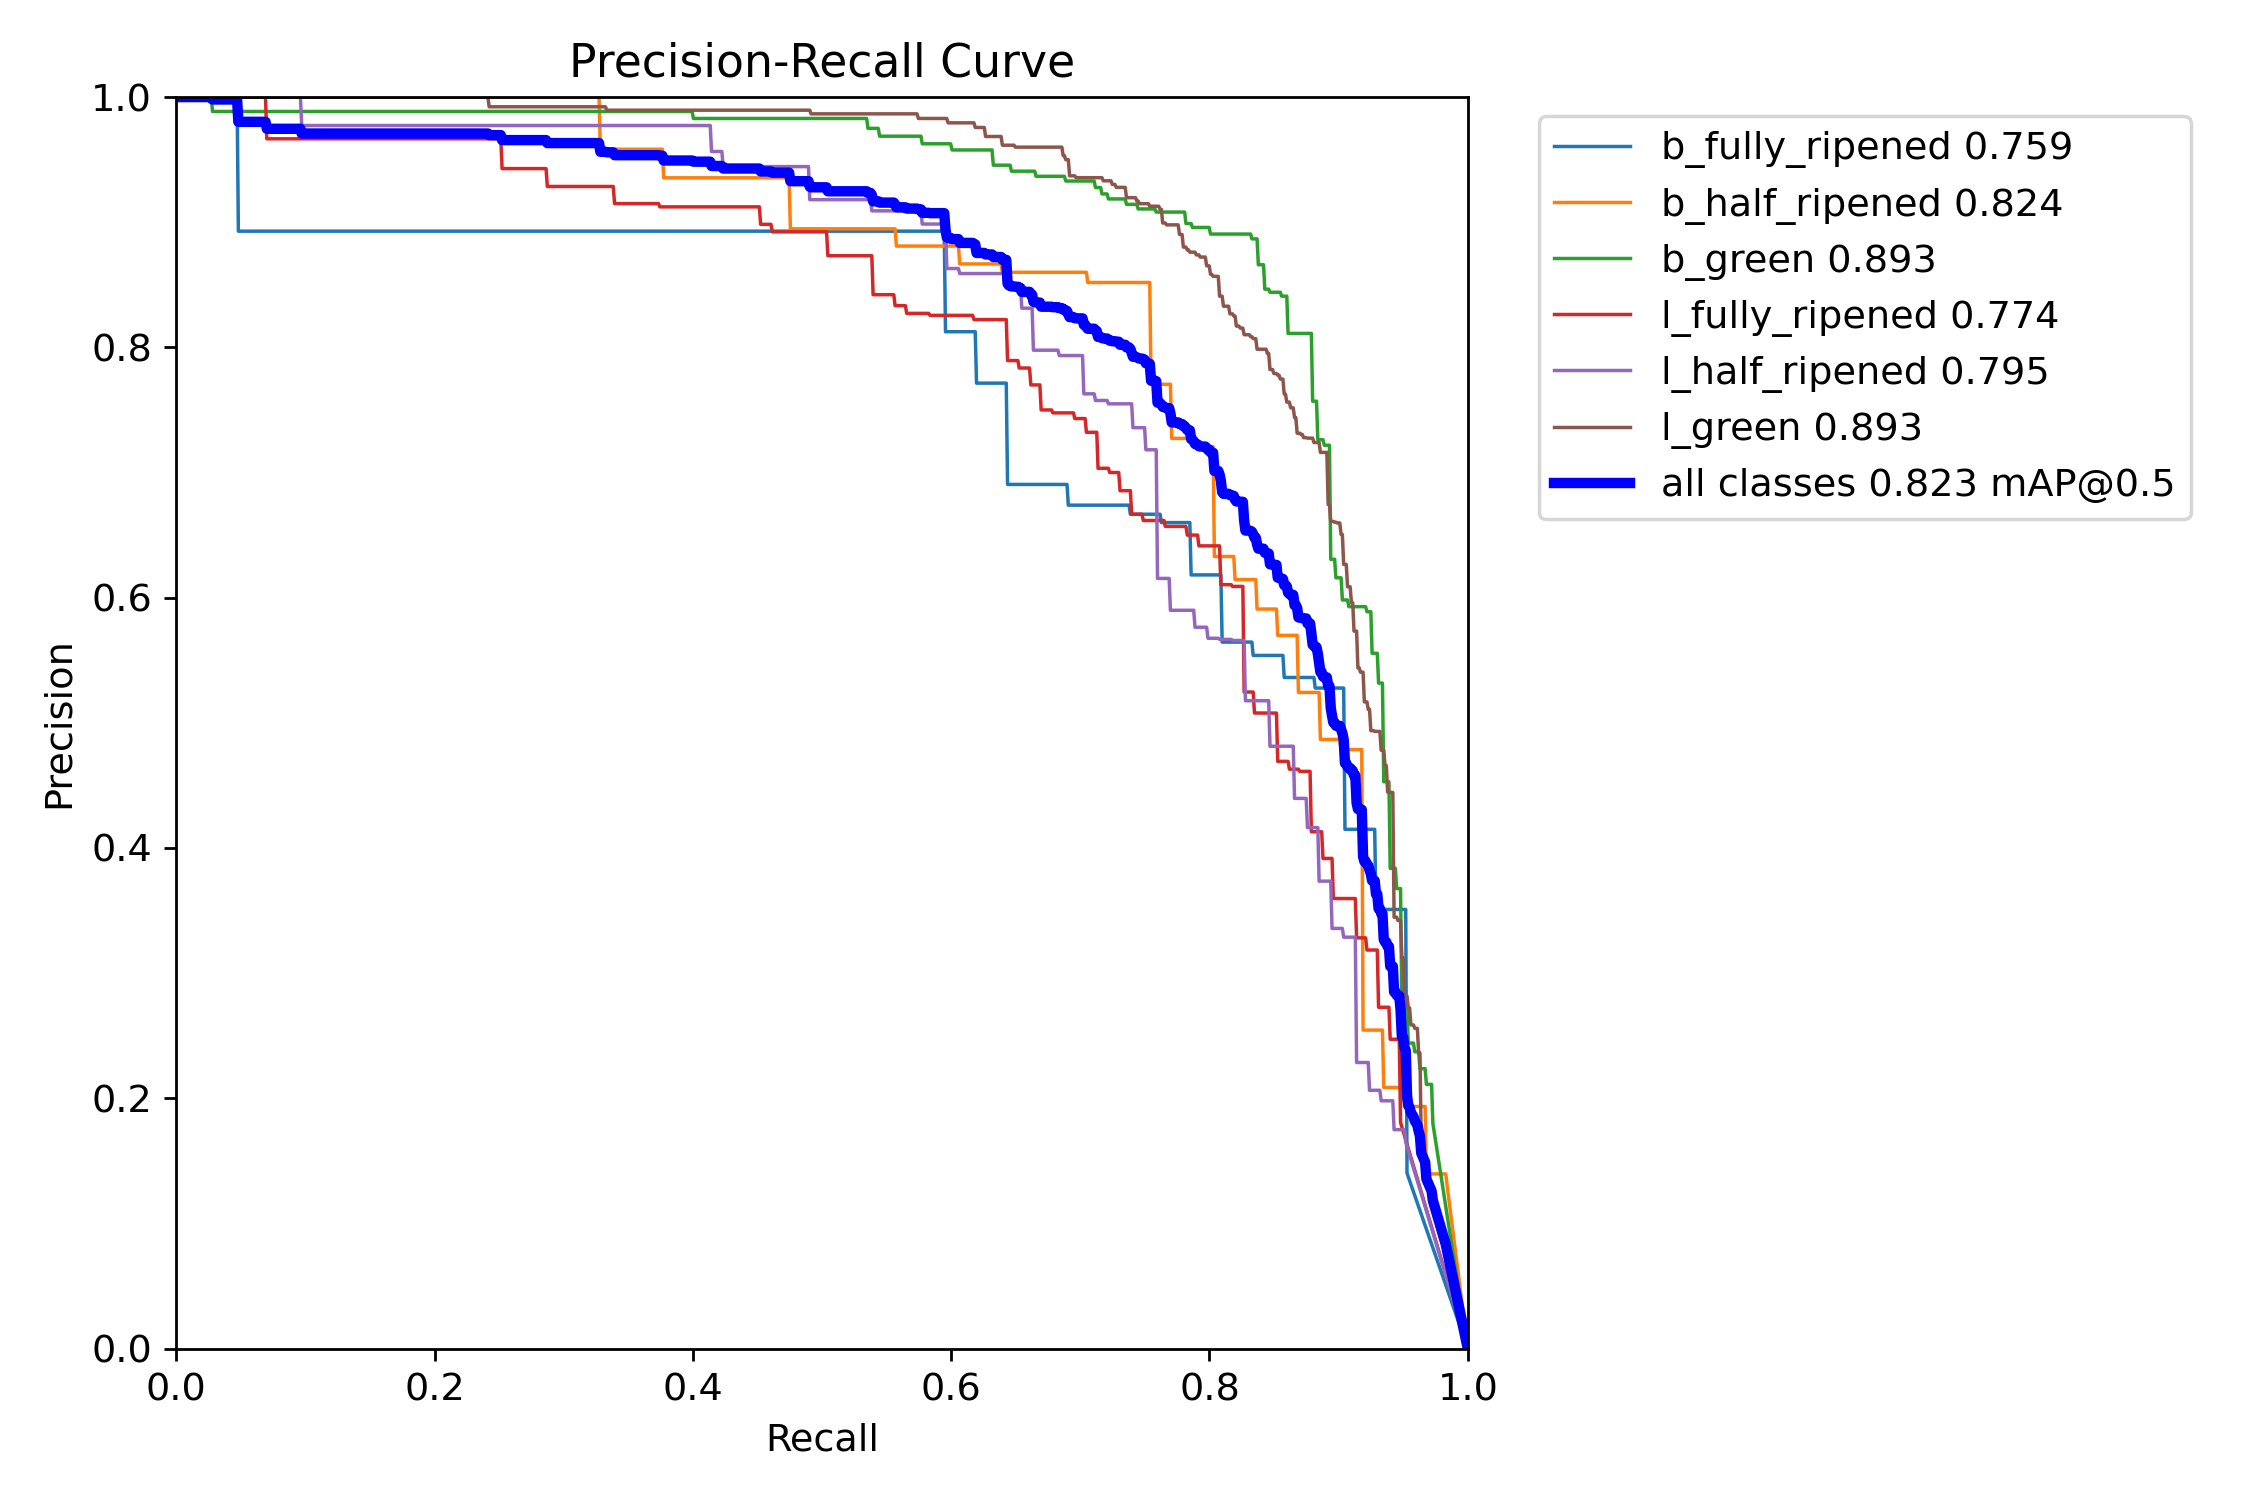 Precision-Recall Curve
1.0
0.8
0.6
0.4
0.2
0.0
Precision
0.0 0.2 0.4 0.6 0.8 1.0
Recall
b_fully_ripened 0.759
b_half_ripened 0.824
b_green 0.893
l_fully_ripened 0.774
l_half_ripened 0.795
l_green 0.893
all classes 0.823 mAP@0.5